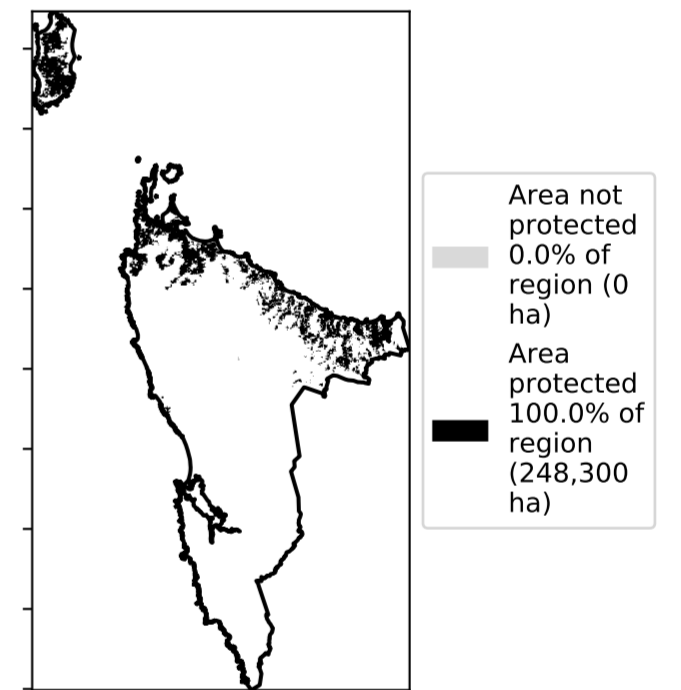 Area not
protected
0.0% of
region (0
ha)
Area
protected
100.0% of
region
(248,300
ha)